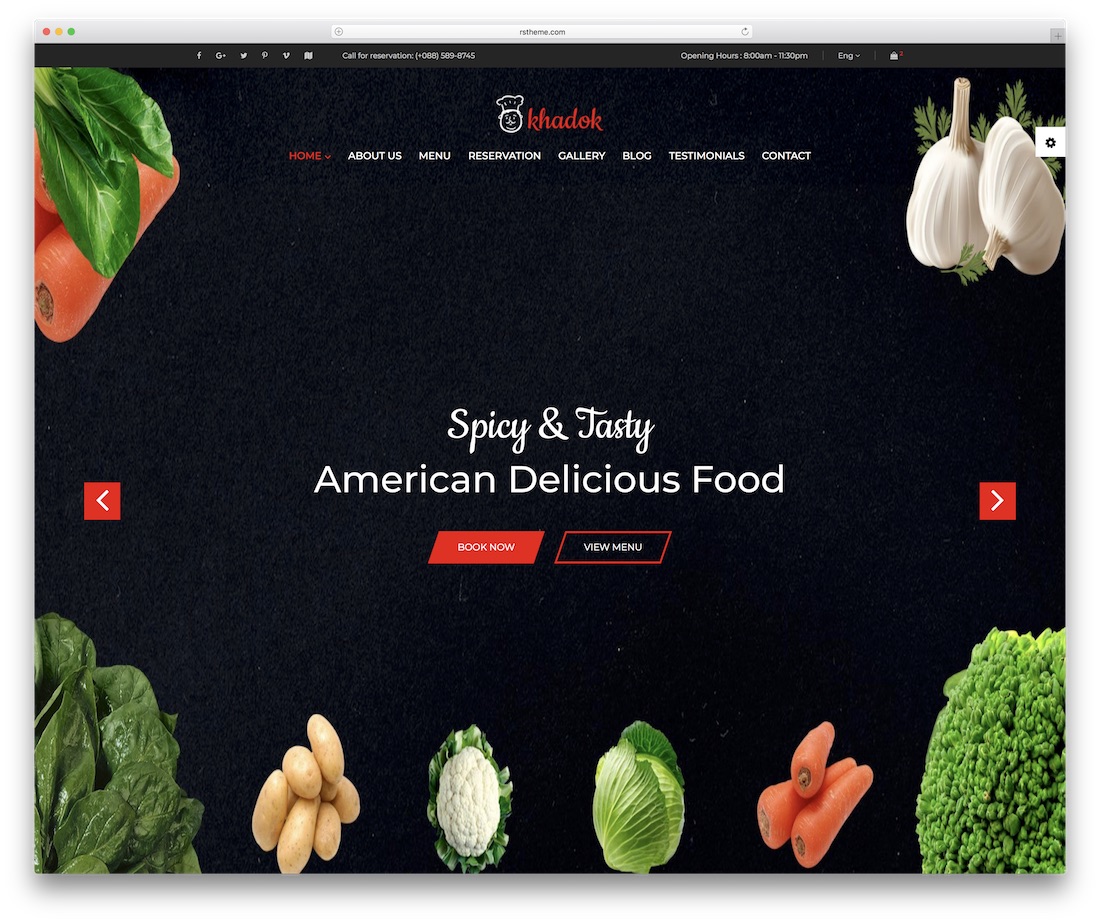 rstheme.com
Call for reservation: (+088) 589-8745
Opening Hours : 8:00am - 11:30pm
Eng
2
khadok
HOME ABOUT US MENU RESERVATION GALLERY BLOG TESTIMONIALS CONTACT
Spicy & Tasty
American Delicious Food
BOOK NOW
VIEW MENU